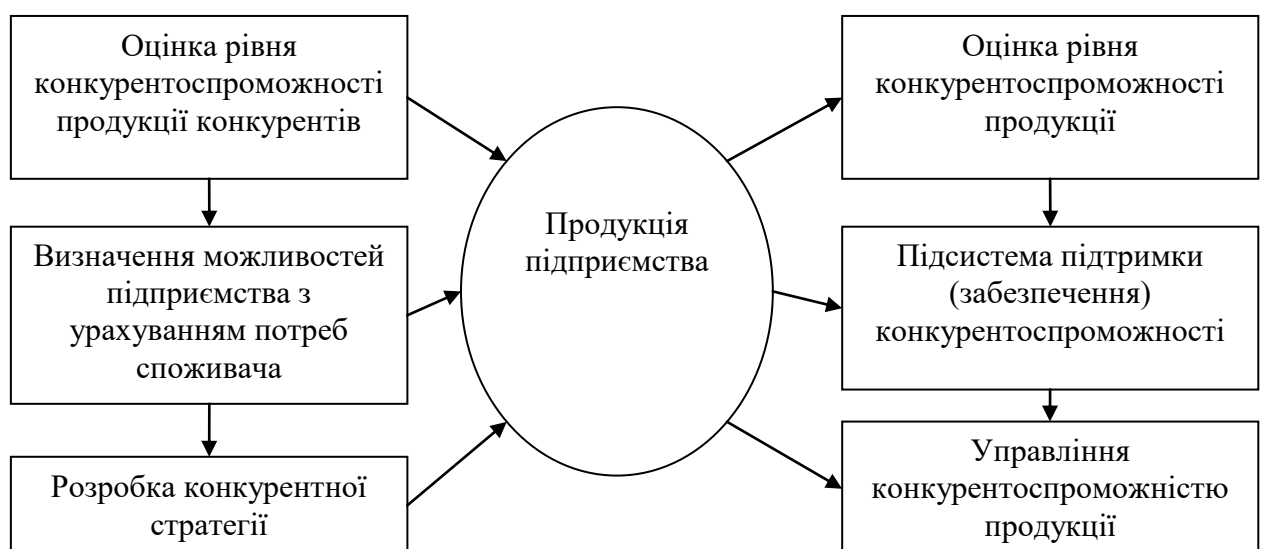 Оцінка рівня
конкурентоспроможності
продукції конкурентів
Визначення можливостей
підприємства з
урахуванням потреб
споживача
Розробка конкурентної
стратегії
Продукція
підприємства
Оцінка рівня
конкурентоспроможності
продукції
Підсистема підтримки
(забезпечення)
конкурентоспроможності
Управління
конкурентоспроможністю
продукції